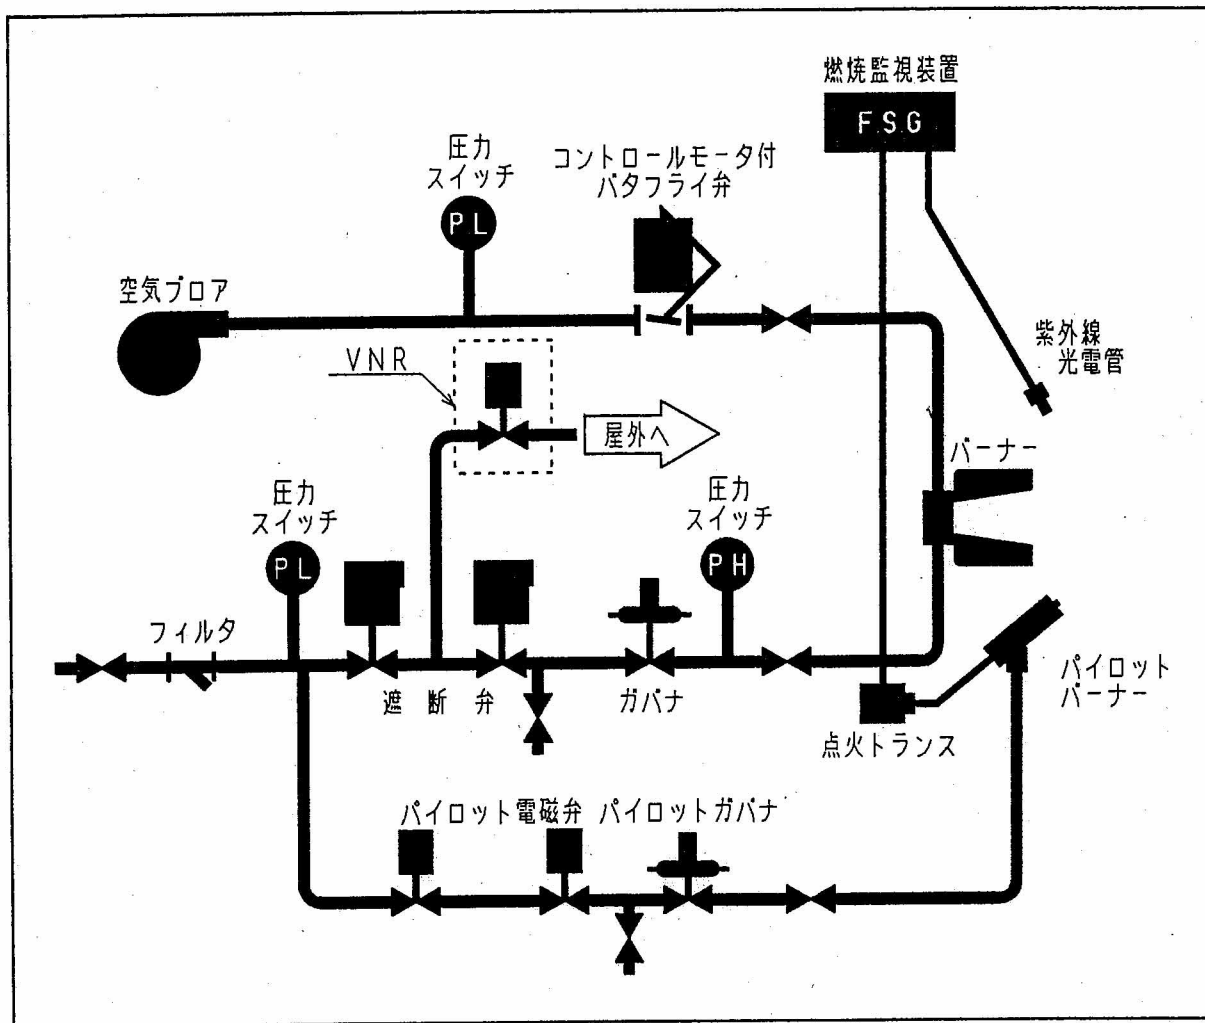 燃焼監視装置
F.S.G
圧力
スイッチ
PL
コントロールモータ付
バタフライ弁
空気ブロア
紫外線
光電管
VNR
屋外へ
バーナー
圧力
スイッチ
PL
圧力
スイッチ
PH
フィルタ
遮断弁
ガバナ
パイロット
バーナー
点火トランス
パイロット電磁弁
パイロットガバナ